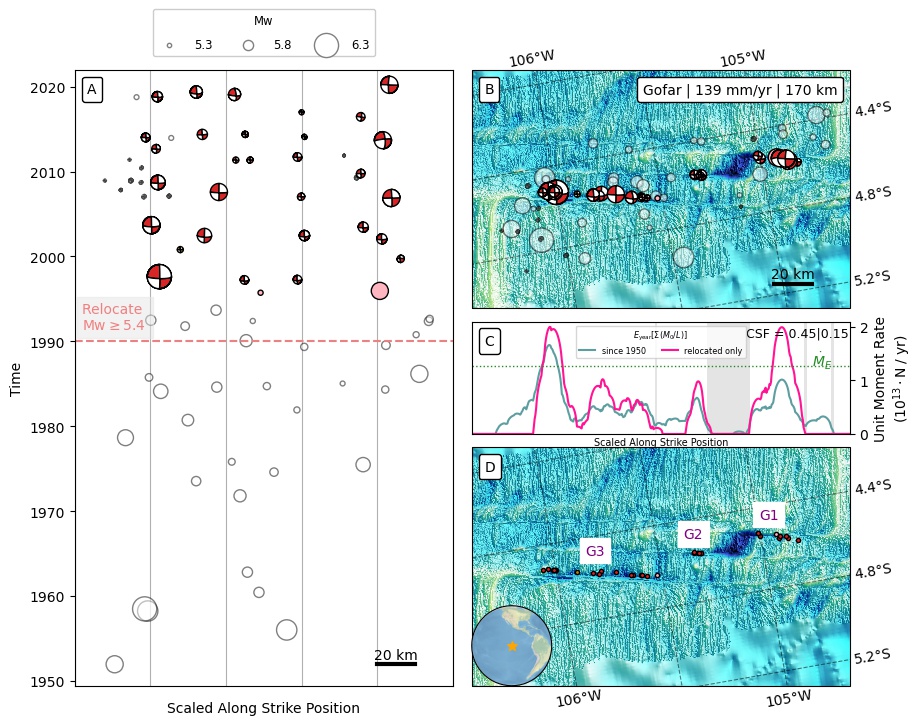 Mw
5.3 5.8 6.3
A
2020
2010
2000
1990
1980
1970
1960
1950
Time
Relocate
Mw ≥ 5.4
20 km
Scaled Along Strike Position
106°W 105°W
B
Gofar | 139 mm/yr | 170 km
4.4°S
4.8°S
5.2°S
20 km
C
E_year[Σ(M_0/L)]
since 1950 relocated only
CSF = 0.45|0.15
Ṁ_E
2
1
0
Unit Moment Rate
(10^13 · N / yr)
Scaled Along Strike Position
D
G1
G2
G3
4.4°S
4.8°S
5.2°S
106°W 105°W